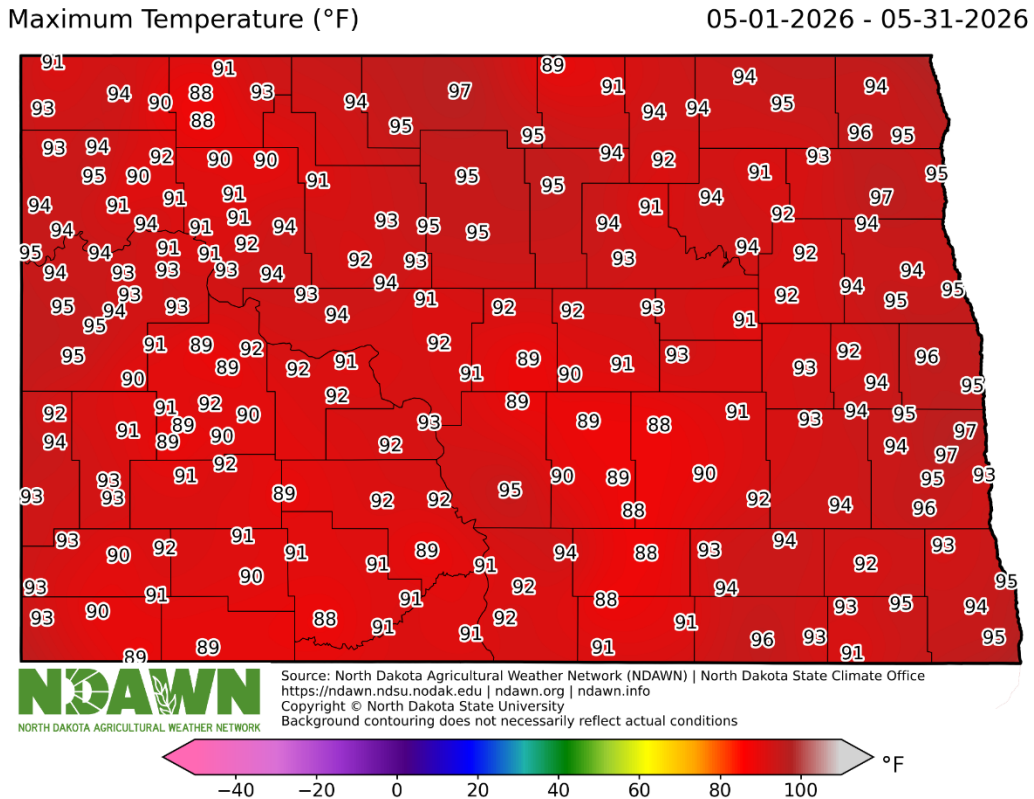 Maximum Temperature (°F) 05-01-2026 - 05-31-2026
91 91 89
94 88 93 97 91 94 94
93 90 94 94 94 95
88 95 95 96 95
93 94 92 90 90 94 92 93
95 90 91 95 95 91 95
94 91 91 91 91 94 97
94 94 91 91 94 93 95 94 92 94
95 94 91 91 92 95 94 92
94 93 93 93 94 92 93 93 94
93 93 94 91 92 94 95 95
95 94 93 94 92 92 93 91 95
95
95 91 89 92 91 92 89 93 92 96
90 89 92 91 90 91 93 94 95
92 91 92 90 92 89 91 94 95
94 91 89 90 93 89 88 93 97
89 92 92 94 97
93 91 90 89 90 95 93
93 93 89 92 92 95 92 94 96
88
93 90 92 91 91 91 89 94 88 93 94 93
93 90 91 91 92 94 92 95
93 90 91 88 91 92 88 93 95 94
89 89 91 91 91 96 93 91 95
NDAWN
NORTH DAKOTA AGRICULTURAL WEATHER NETWORK
Source: North Dakota Agricultural Weather Network (NDAWN) | North Dakota State Climate Office
https://ndawn.ndsu.nodak.edu | ndawn.org | ndawn.info
Copyright © North Dakota State University
Background contouring does not necessarily reflect actual conditions
−40 −20 0 20 40 60 80 100 °F